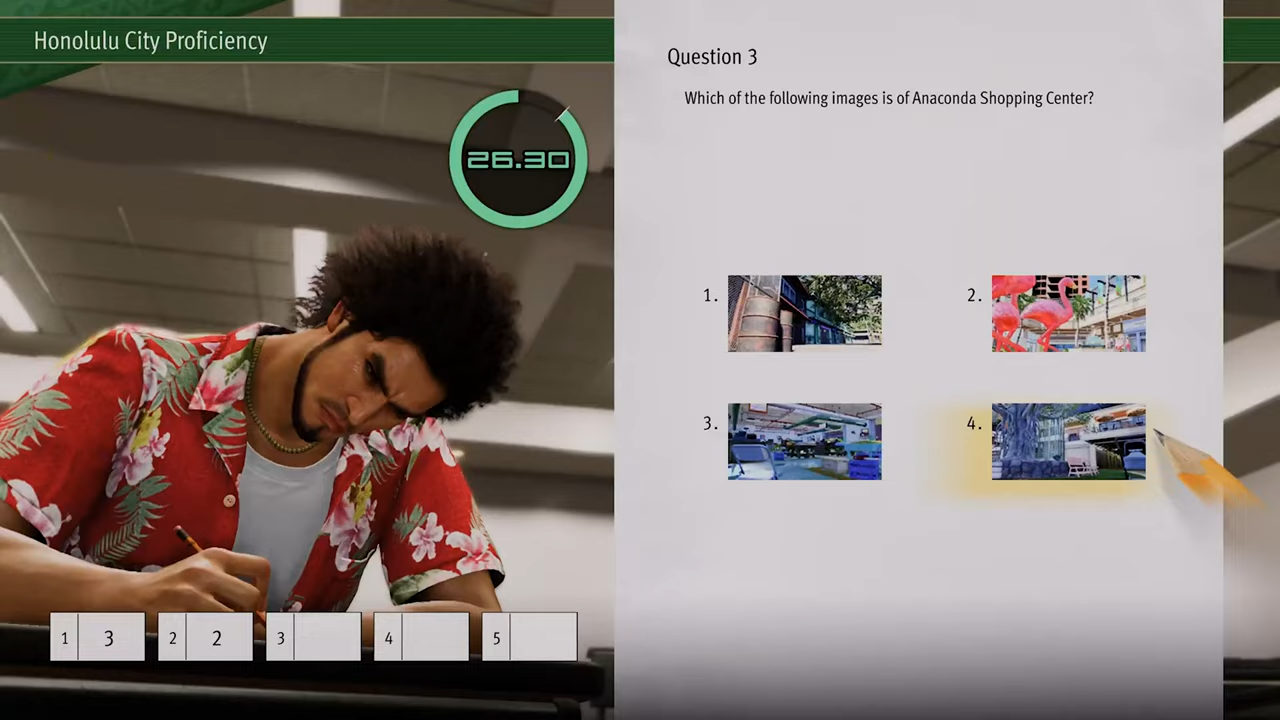 Honolulu City Proficiency
26.30
Question 3
Which of the following images is of Anaconda Shopping Center?
1.
2.
3.
4.
1 3 2 2 3 4 5